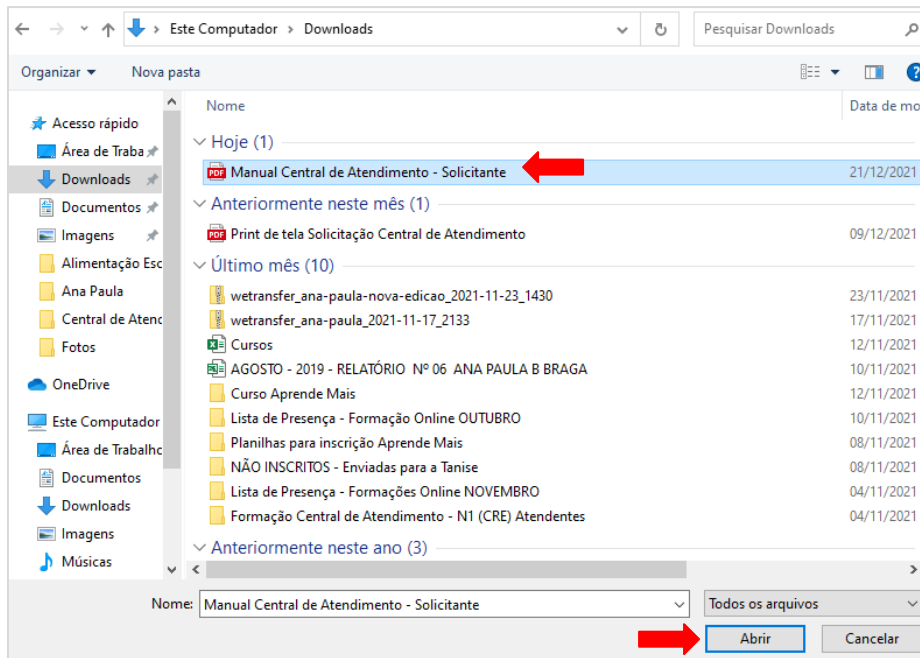 Este Computador > Downloads
Pesquisar Downloads
Organizar
Nova pasta
Nome
Data de mo
Acesso rápido
Área de Traba
Downloads
Documentos
Imagens
Alimentação Esc
Ana Paula
Central de Atenc
Fotos
OneDrive
Este Computador
Área de Trabalhc
Documentos
Downloads
Imagens
Músicas
Hoje (1)
PDF Manual Central de Atendimento - Solicitante 21/12/2021
Anteriormente neste mês (1)
PDF Print de tela Solicitação Central de Atendimento 09/12/2021
Último mês (10)
wetransfer_ana-paula-nova-edicao_2021-11-23_1430 23/11/2021
wetransfer_ana-paula_2021-11-17_2133 17/11/2021
Cursos 12/11/2021
AGOSTO - 2019 - RELATÓRIO Nº 06 ANA PAULA B BRAGA 10/11/2021
Curso Aprende Mais 12/11/2021
Lista de Presença - Formação Online OUTUBRO 10/11/2021
Planilhas para inscrição Aprende Mais 08/11/2021
NÃO INSCRITOS - Enviadas para a Tanise 08/11/2021
Lista de Presença - Formações Online NOVEMBRO 04/11/2021
Formação Central de Atendimento - N1 (CRE) Atendentes 04/11/2021
Anteriormente neste ano (3)
Nome: Manual Central de Atendimento - Solicitante
Todos os arquivos
Abrir
Cancelar